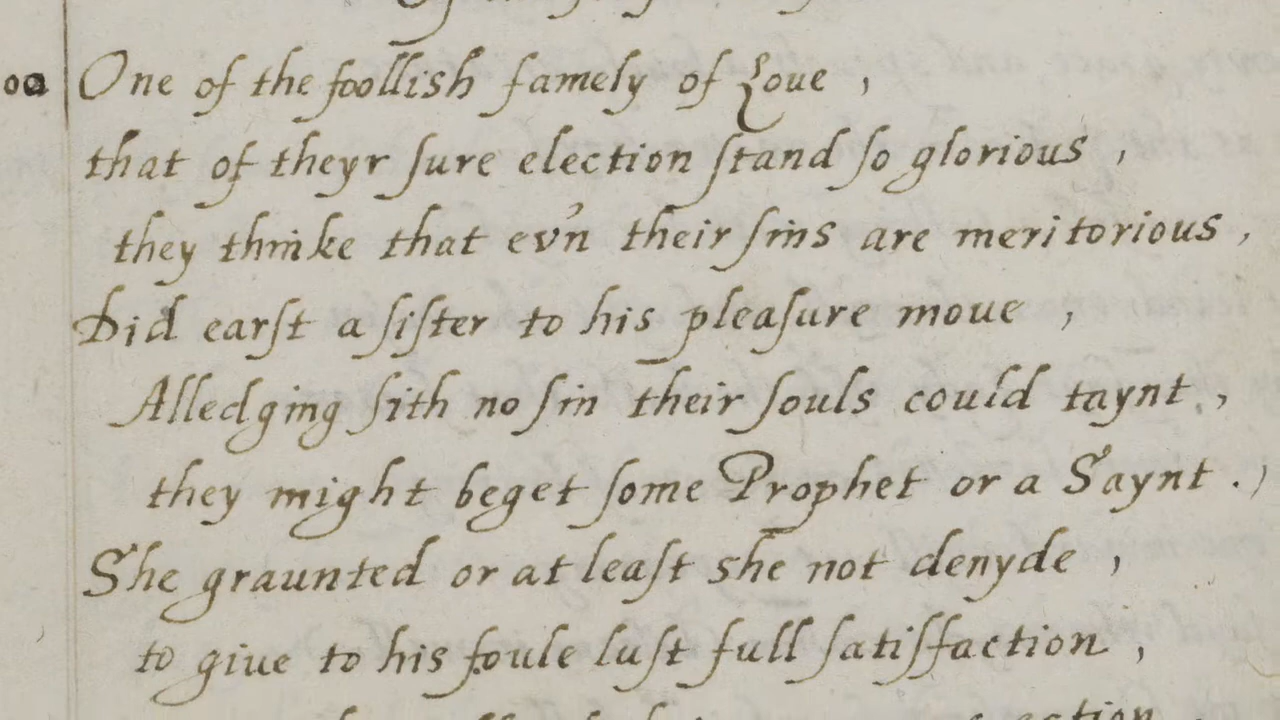 oo One of the foollish famely of Loue ,
that of theyr ſure election ſtand ſo glorious ,
they thinke that ev'n their ſins are meritorious ,
Did earſt a ſiſter to his pleaſure moue ,
Alledging ſith no ſin their ſouls could taynt ,
they might beget ſome Prophet or a Saynt .)
She graunted or at leaſt she not denyde ,
to giue to his foule luſt full ſatiſfaction ,